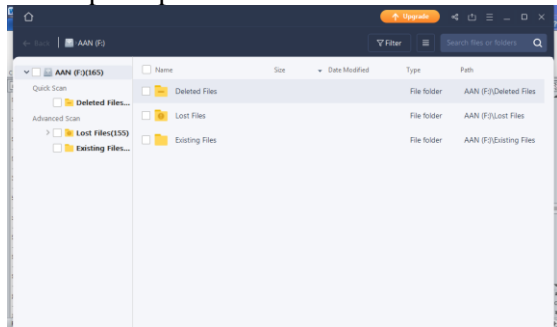 Upgrade
Back AAN (F:)
Filter
Search files or folders
AAN (F:)(165)
Name Size Date Modified Type Path
Quick Scan
Deleted Files...
Deleted Files File folder AAN (F:)\Deleted Files
Advanced Scan
Lost Files(155)
Lost Files File folder AAN (F:)\Lost Files
Existing Files...
Existing Files File folder AAN (F:)\Existing Files